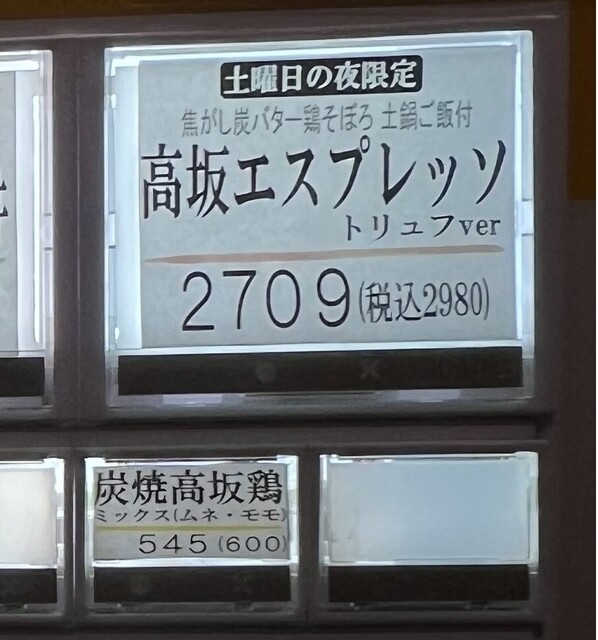 土曜日の夜限定
焦がし炭バター鶏そぼろ 土鍋ご飯付
高坂エスプレッソ
トリュフver
2709(税込2980)
炭焼高坂鶏
ミックス(ムネ・モモ)
545(600)